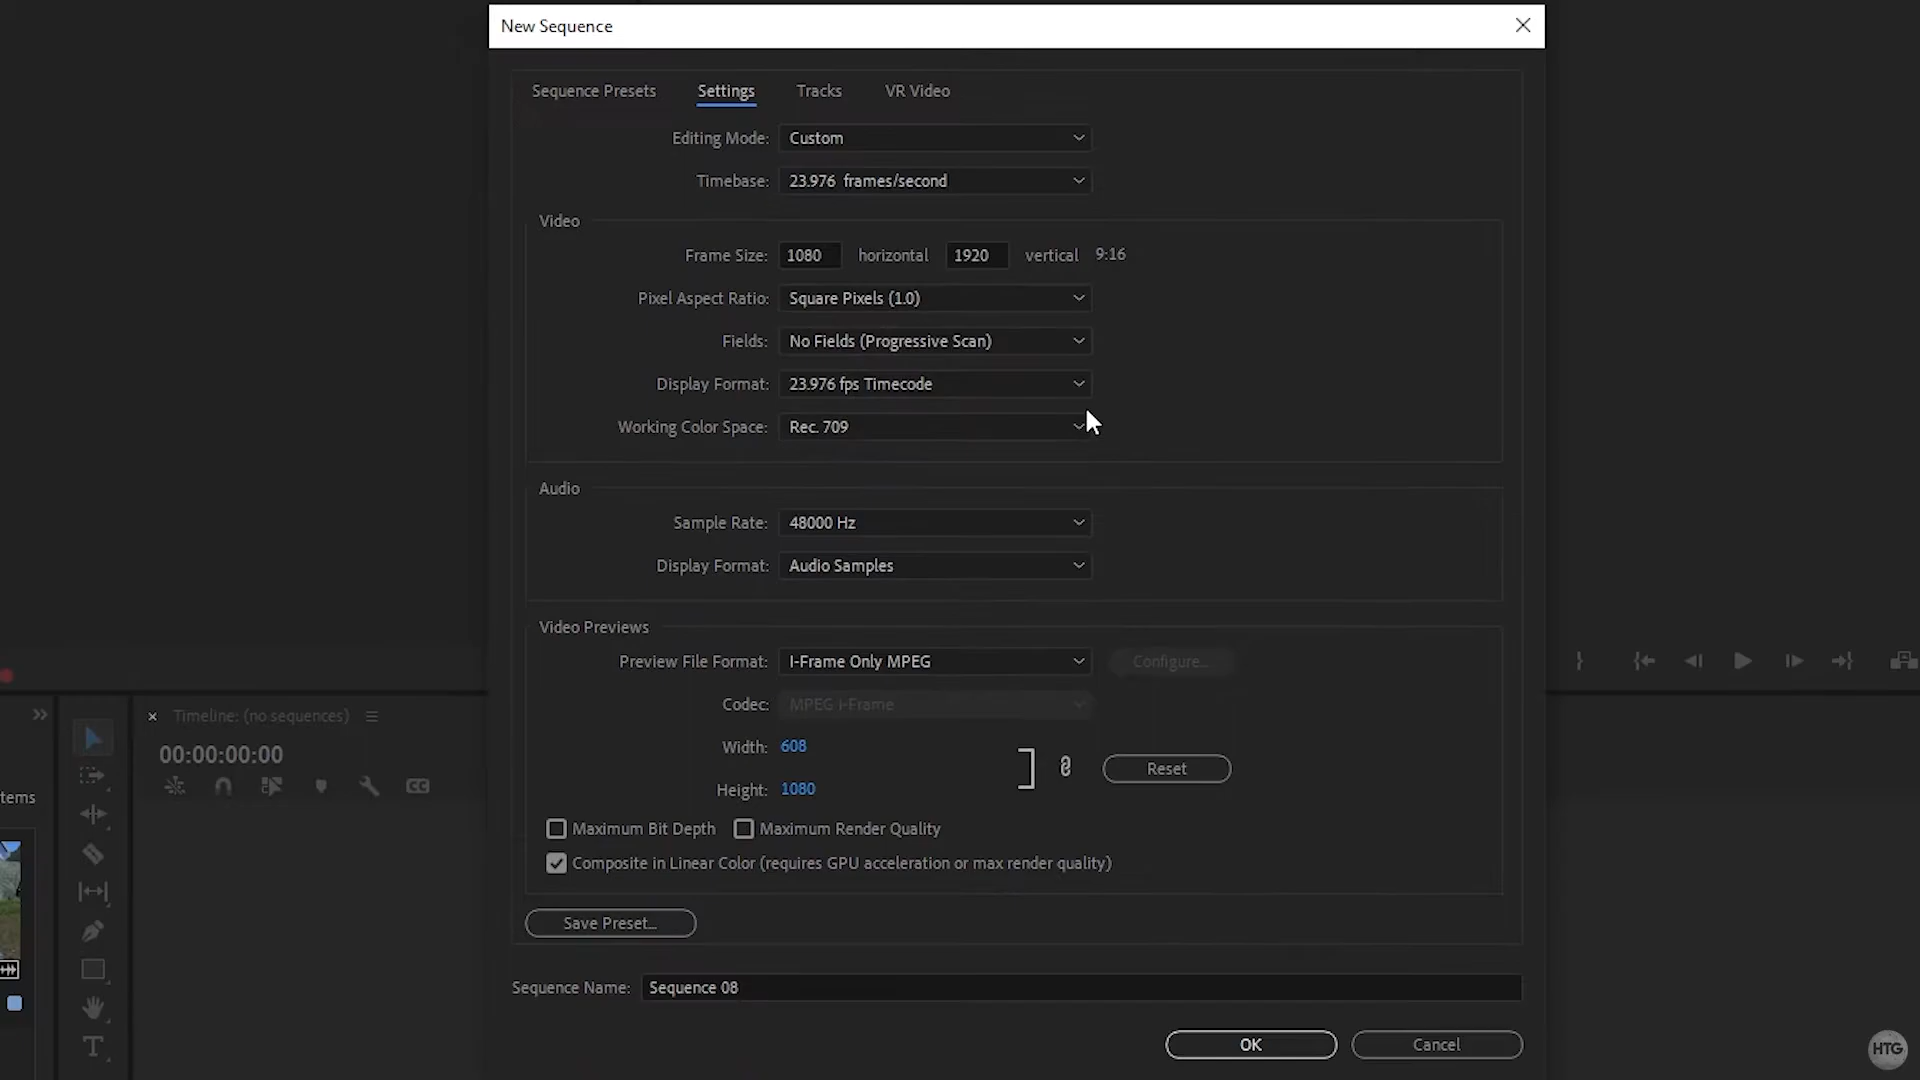 New Sequence
Sequence Presets Settings Tracks VR Video
Editing Mode: Custom
Timebase: 23.976 frames/second
Video
Frame Size: 1080 horizontal 1920 vertical 9:16
Pixel Aspect Ratio: Square Pixels (1.0)
Fields: No Fields (Progressive Scan)
Display Format: 23.976 fps Timecode
Working Color Space: Rec. 709
Audio
Sample Rate: 48000 Hz
Display Format: Audio Samples
Video Previews
Preview File Format: I-Frame Only MPEG Configure...
Codec: MPEG I-Frame
Width: 608
Height: 1080
Reset
Maximum Bit Depth Maximum Render Quality
Composite in Linear Color (requires GPU acceleration or max render quality)
Save Preset...
Sequence Name: Sequence 08
OK Cancel
Timeline: (no sequences)
00:00:00:00
CC
tems
T
HTG